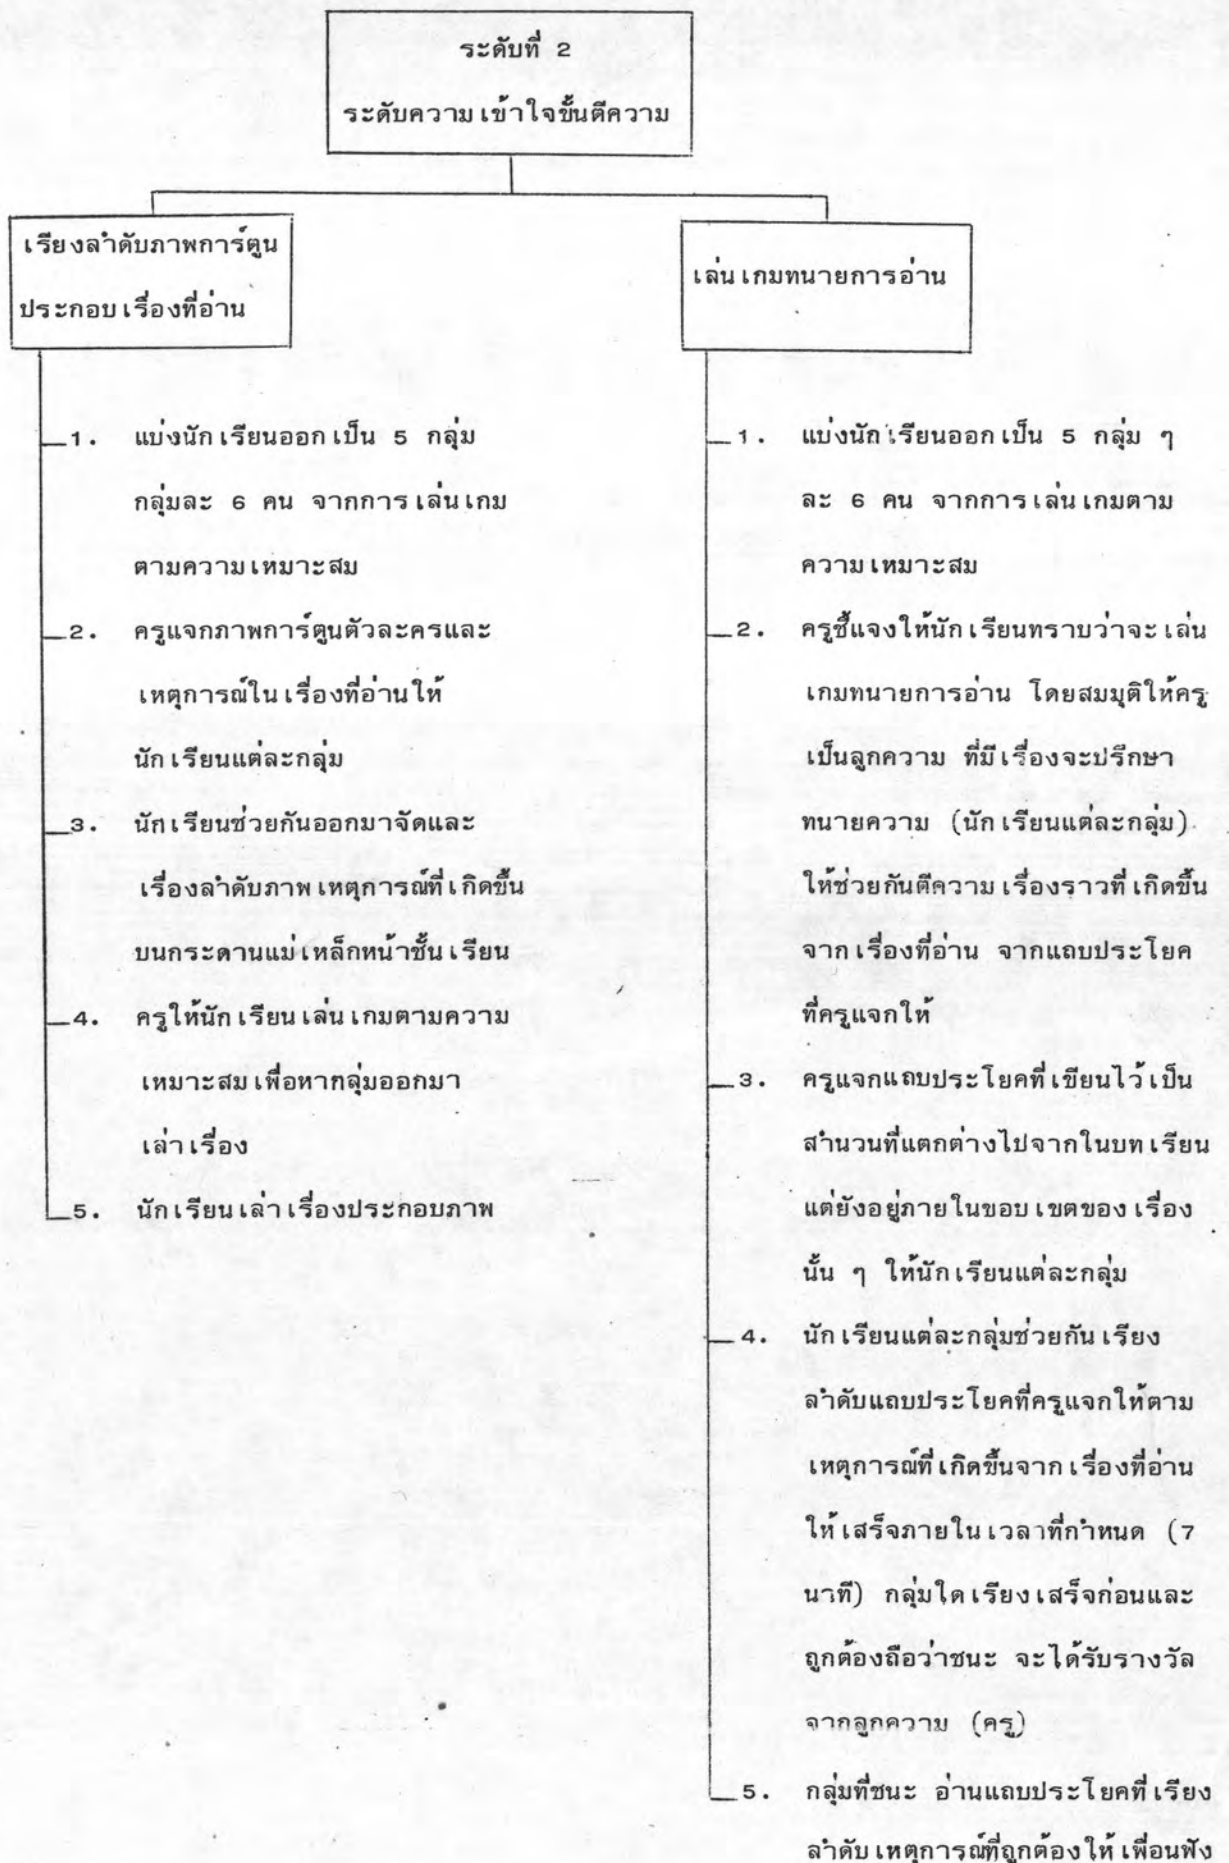 ระดับที่ 2
ระดับความเข้าใจขั้นตีความ
เรียงลำดับภาพการ์ตูน
ประกอบเรื่องที่อ่าน
1. แบ่งนักเรียนออกเป็น 5 กลุ่ม
กลุ่มละ 6 คน จากการเล่นเกม
ตามความเหมาะสม
2. ครูแจกภาพการ์ตูนตัวละครและ
เหตุการณ์ในเรื่องที่อ่านให้
นักเรียนแต่ละกลุ่ม
3. นักเรียนช่วยกันออกมาจัดและ
เรื่องลำดับภาพเหตุการณ์ที่เกิดขึ้น
บนกระดานแม่เหล็กหน้าชั้นเรียน
4. ครูให้นักเรียนเล่นเกมตามความ
เหมาะสมเพื่อหากลุ่มออกมา
เล่าเรื่อง
5. นักเรียนเล่าเรื่องประกอบภาพ
เล่นเกมทนายการอ่าน
1. แบ่งนักเรียนออกเป็น 5 กลุ่ม ๆ
ละ 6 คน จากการเล่นเกมตาม
ความเหมาะสม
2. ครูชี้แจงให้นักเรียนทราบว่าจะเล่น
เกมทนายการอ่าน โดยสมมุติให้ครู
เป็นลูกความ ที่มีเรื่องจะปรึกษา
ทนายความ (นักเรียนแต่ละกลุ่ม)
ให้ช่วยกันตีความเรื่องราวที่เกิดขึ้น
จากเรื่องที่อ่าน จากแถบประโยค
ที่ครูแจกให้
3. ครูแจกแถบประโยคที่เขียนไว้เป็น
สำนวนที่แตกต่างไปจากในบทเรียน
แต่ยังอยู่ภายในขอบเขตของเรื่อง
นั้น ๆ ให้นักเรียนแต่ละกลุ่ม
4. นักเรียนแต่ละกลุ่มช่วยกันเรียง
ลำดับแถบประโยคที่ครูแจกให้ตาม
เหตุการณ์ที่เกิดขึ้นจากเรื่องที่อ่าน
ให้เสร็จภายในเวลาที่กำหนด (7
นาที) กลุ่มใดเรียงเสร็จก่อนและ
ถูกต้องถือว่าชนะ จะได้รับรางวัล
จากลูกความ (ครู)
5. กลุ่มที่ชนะ อ่านแถบประโยคที่เรียง
ลำดับเหตุการณ์ที่ถูกต้องให้เพื่อนฟัง